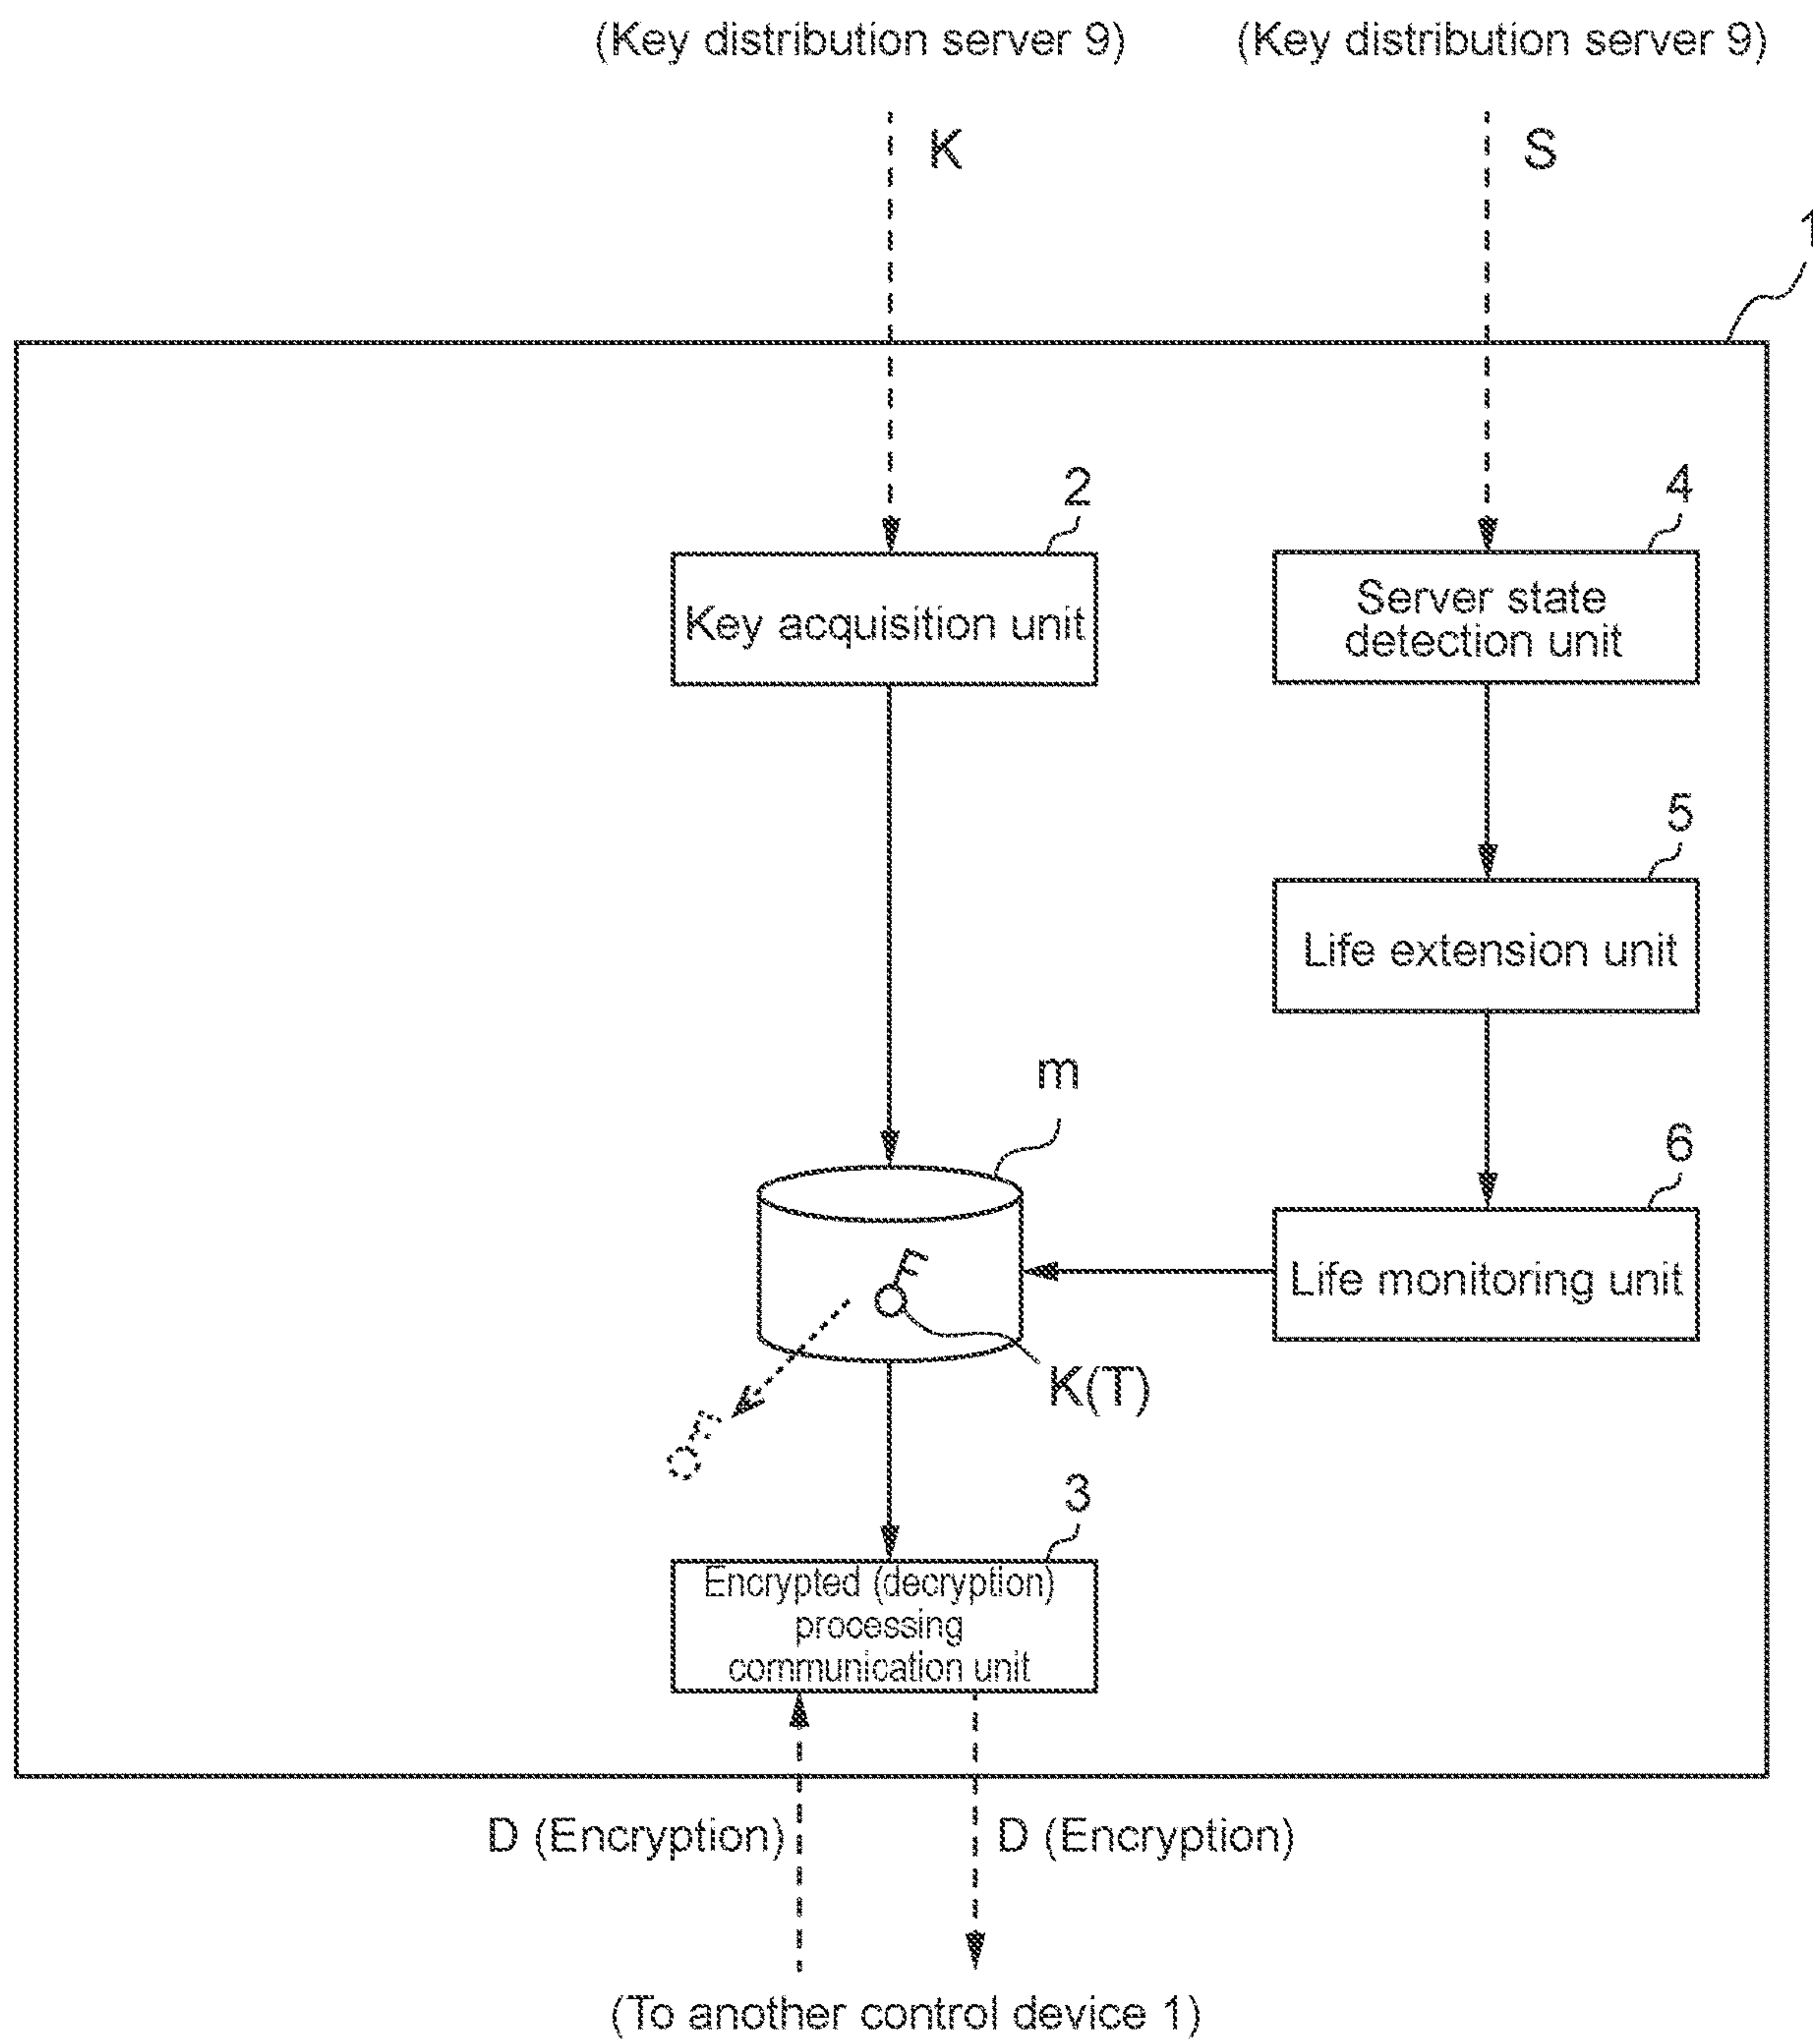 (Key distribution server 9)
(Key distribution server 9)
K
S
1
2
4
Key acquisition unit
Server state
detection unit
5
Life extension unit
m
6
Life monitoring unit
K(T)
3
Encrypted (decryption)
processing
communication unit
D (Encryption)
D (Encryption)
(To another control device 1)